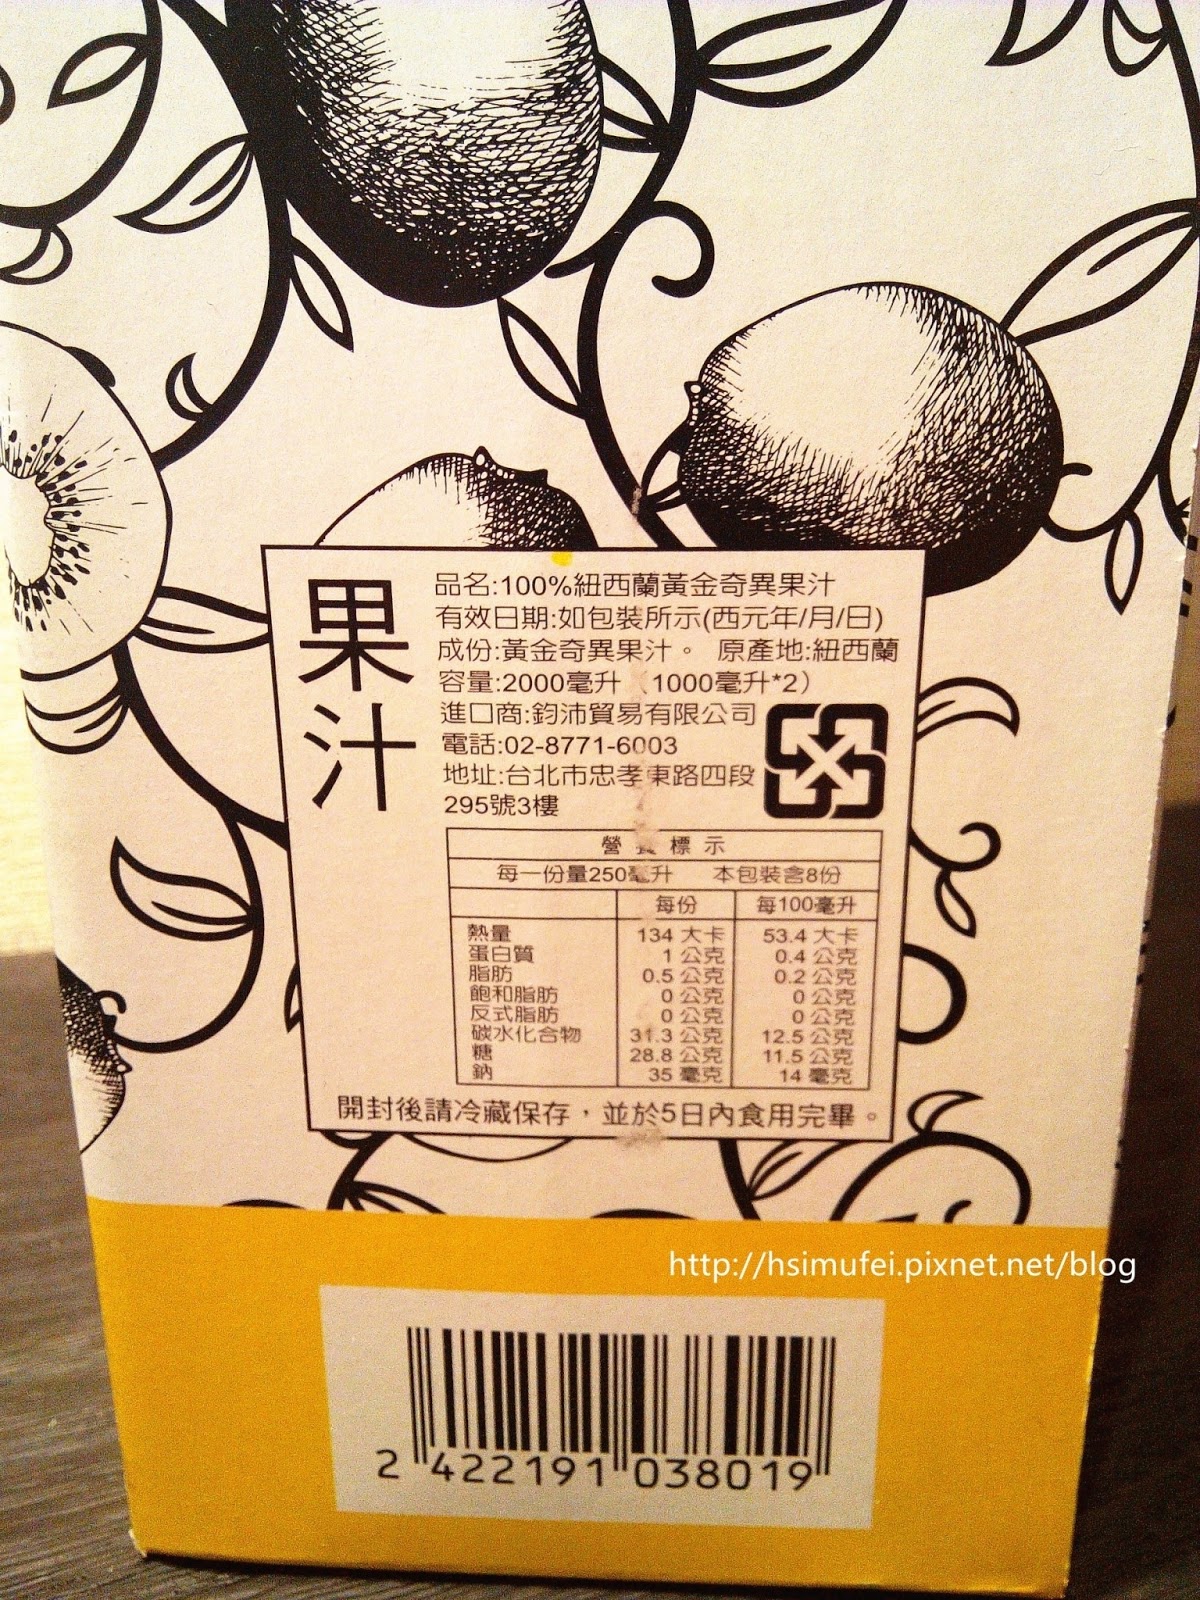 果汁
品名:100%紐西蘭黃金奇異果汁
有效日期:如包裝所示(西元年/月/日)
成份:黃金奇異果汁。 原產地:紐西蘭
容量:2000毫升（1000毫升*2）
進口商:鈞沛貿易有限公司
電話:02-8771-6003
地址:台北市忠孝東路四段
295號3樓
營養標示
每一份量250毫升 本包裝含8份
每份 每100毫升
熱量 134 大卡 53.4 大卡
蛋白質 1 公克 0.4 公克
脂肪 0.5 公克 0.2 公克
飽和脂肪 0 公克 0 公克
反式脂肪 0 公克 0 公克
碳水化合物 31.3 公克 12.5 公克
糖 28.8 公克 11.5 公克
鈉 35 毫克 14 毫克
開封後請冷藏保存，並於5日內食用完畢。
http://hsimufei.pixnet.net/blog
2 422191 038019